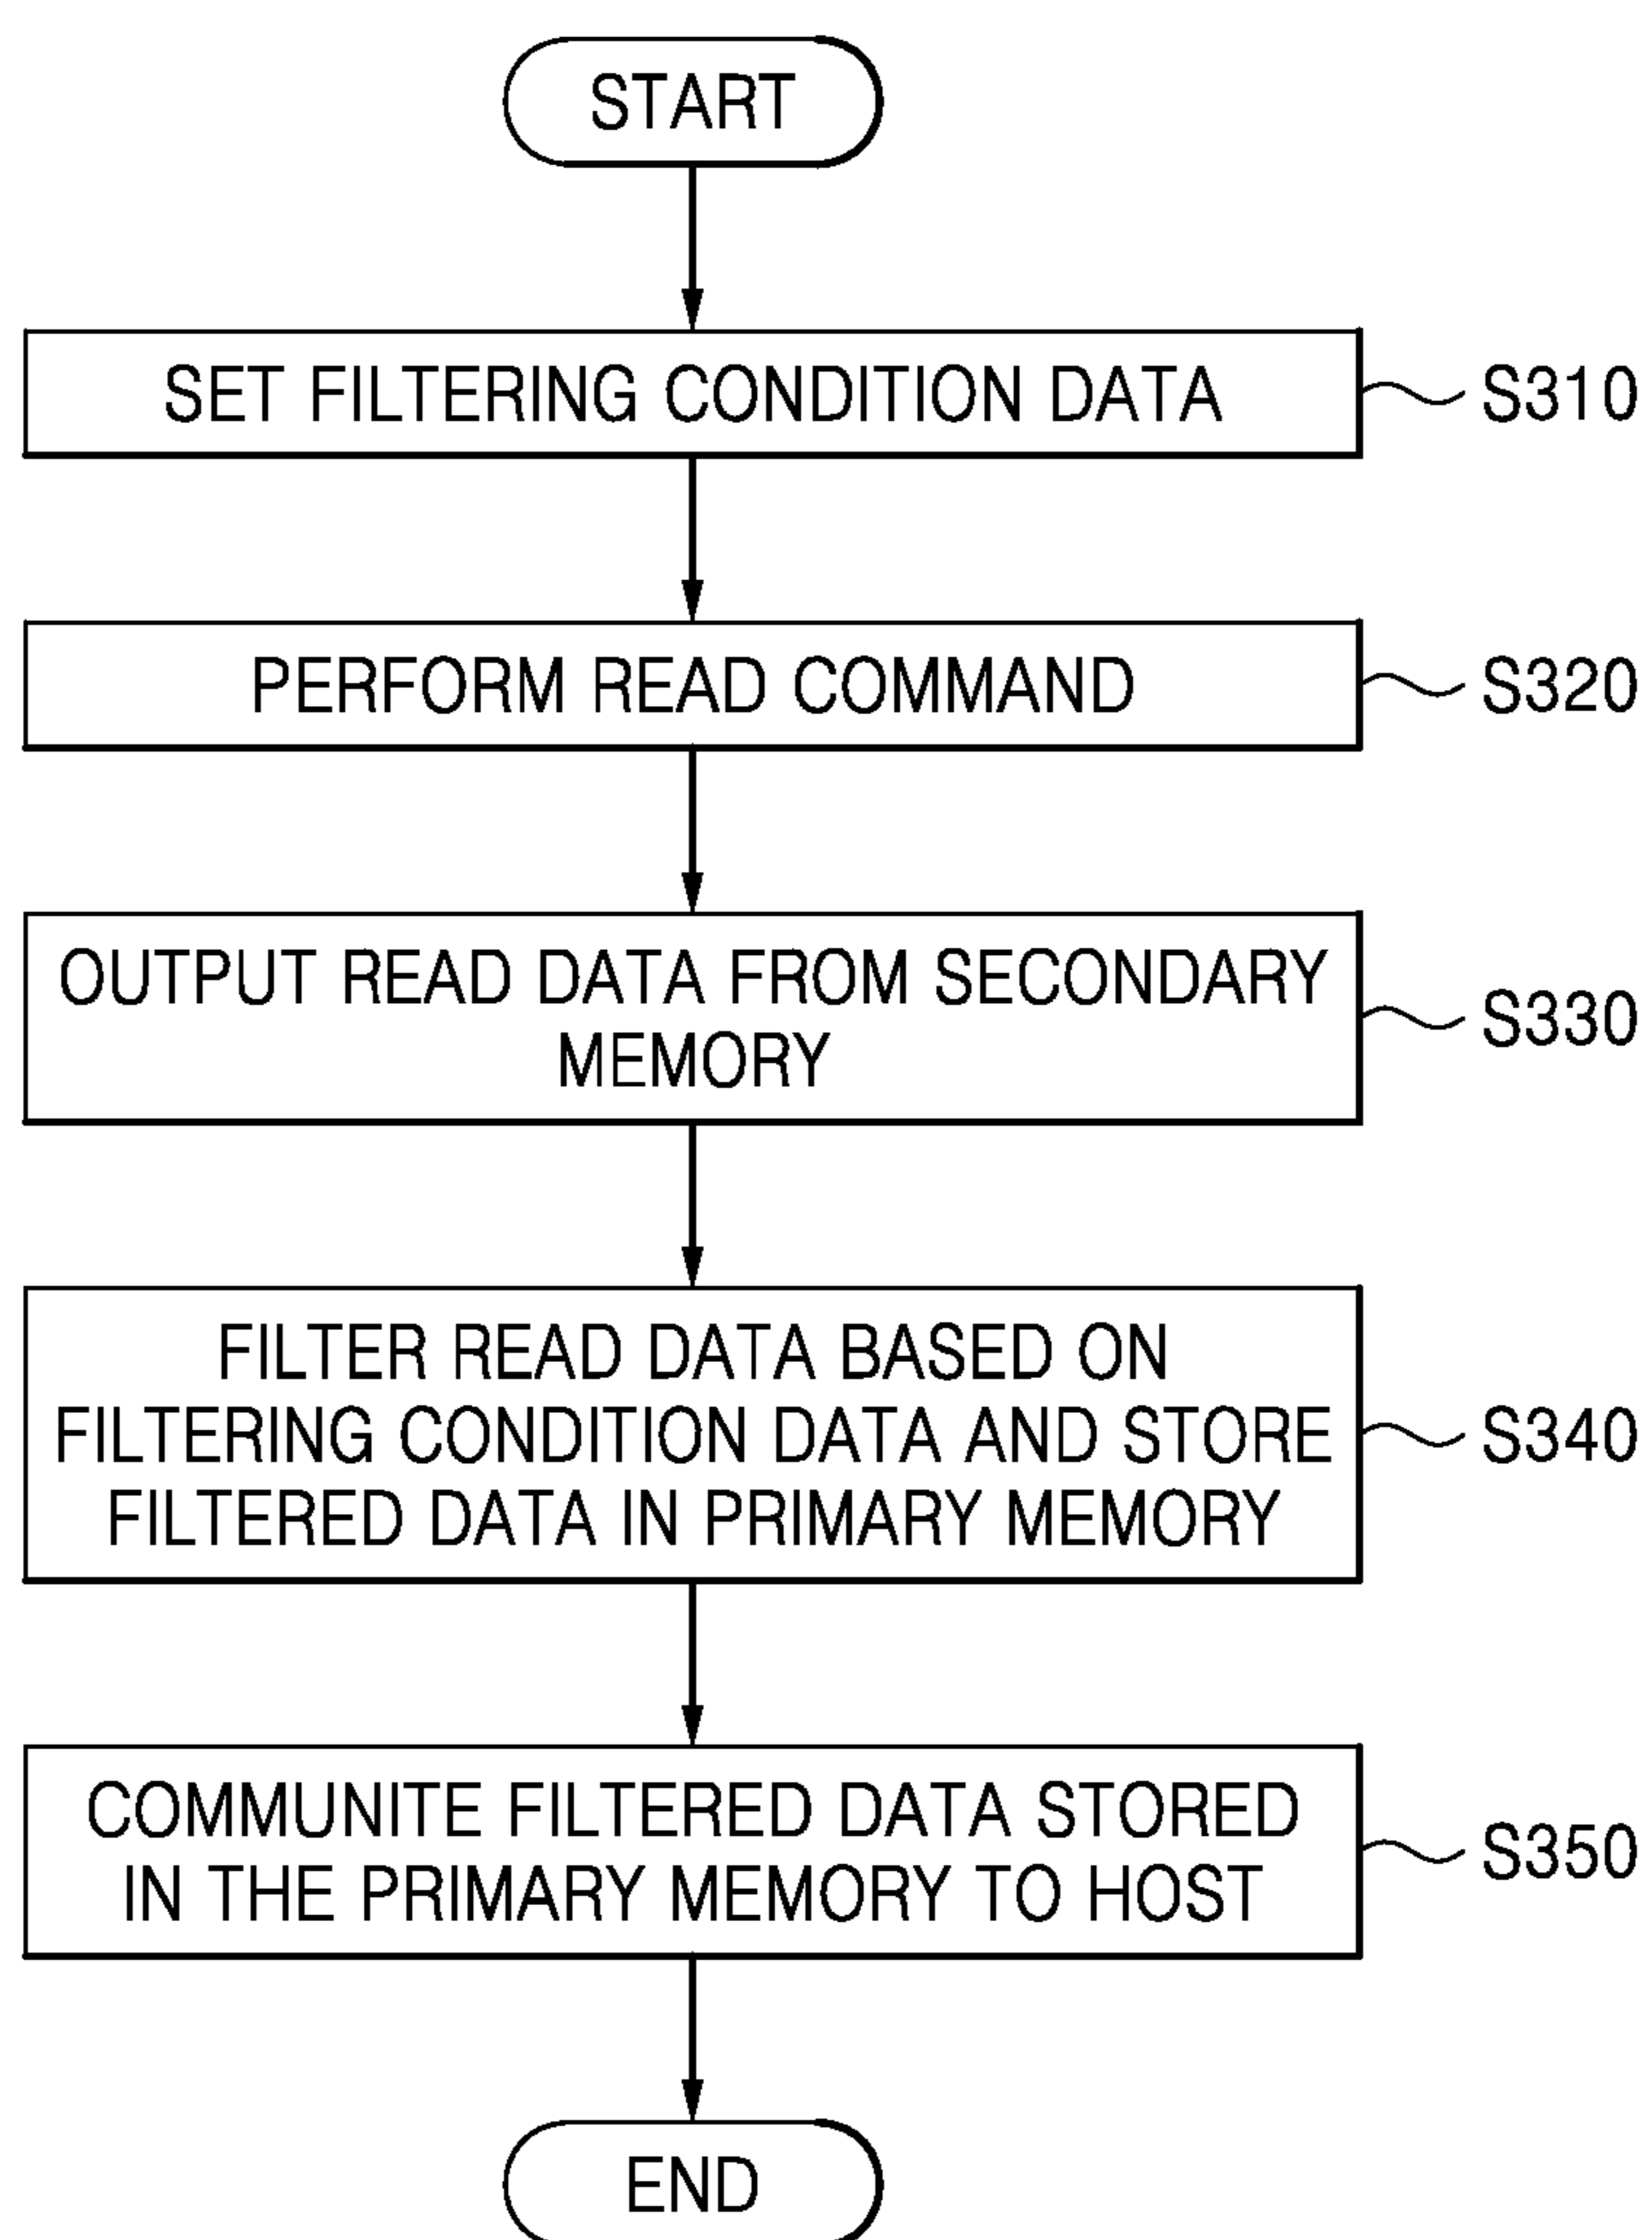 START
SET FILTERING CONDITION DATA
S310
PERFORM READ COMMAND
S320
OUTPUT READ DATA FROM SECONDARY
MEMORY
S330
FILTER READ DATA BASED ON
FILTERING CONDITION DATA AND STORE
FILTERED DATA IN PRIMARY MEMORY
S340
COMMUNITE FILTERED DATA STORED
IN THE PRIMARY MEMORY TO HOST
S350
END